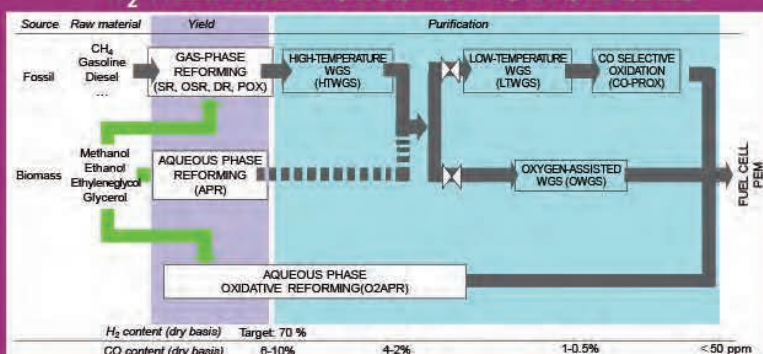 Source Raw material Yield Purification
Fossil
CH4
Gasoline
Diesel
...
GAS-PHASE
REFORMING
(SR, OSR, DR, POX)
HIGH-TEMPERATURE
WGS
(HTWGS)
LOW-TEMPERATURE
WGS
(LTWGS)
CO SELECTIVE
OXIDATION
(CO-PROX)
Biomass
Methanol
Ethanol
Ethyleneglycol
Glycerol
AQUEOUS PHASE
REFORMING
(APR)
OXYGEN-ASSISTED
WGS (OWGS)
FUEL CELL
PEM
AQUEOUS PHASE
OXIDATIVE REFORMING(O2APR)
H2 content (dry basis) Target: 70 %
CO content (dry basis) 6-10% 4-2% 1-0.5% <50 ppm